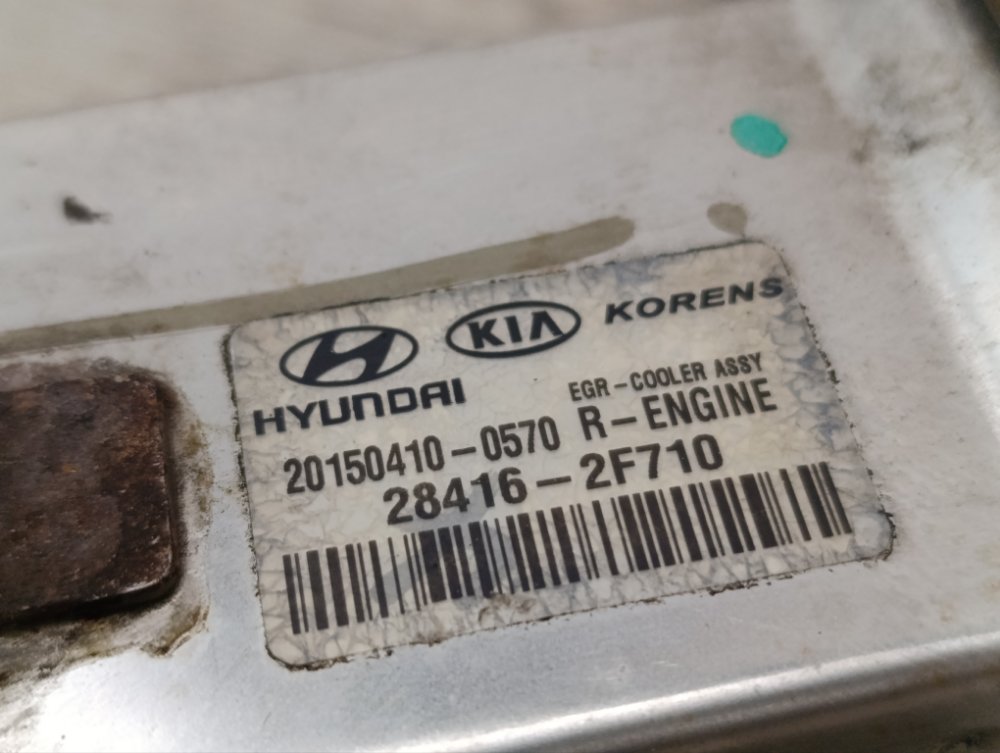 HYUNDAI KIA KORENS
EGR-COOLER ASSY
20150410-0570 R-ENGINE
28416-2F710